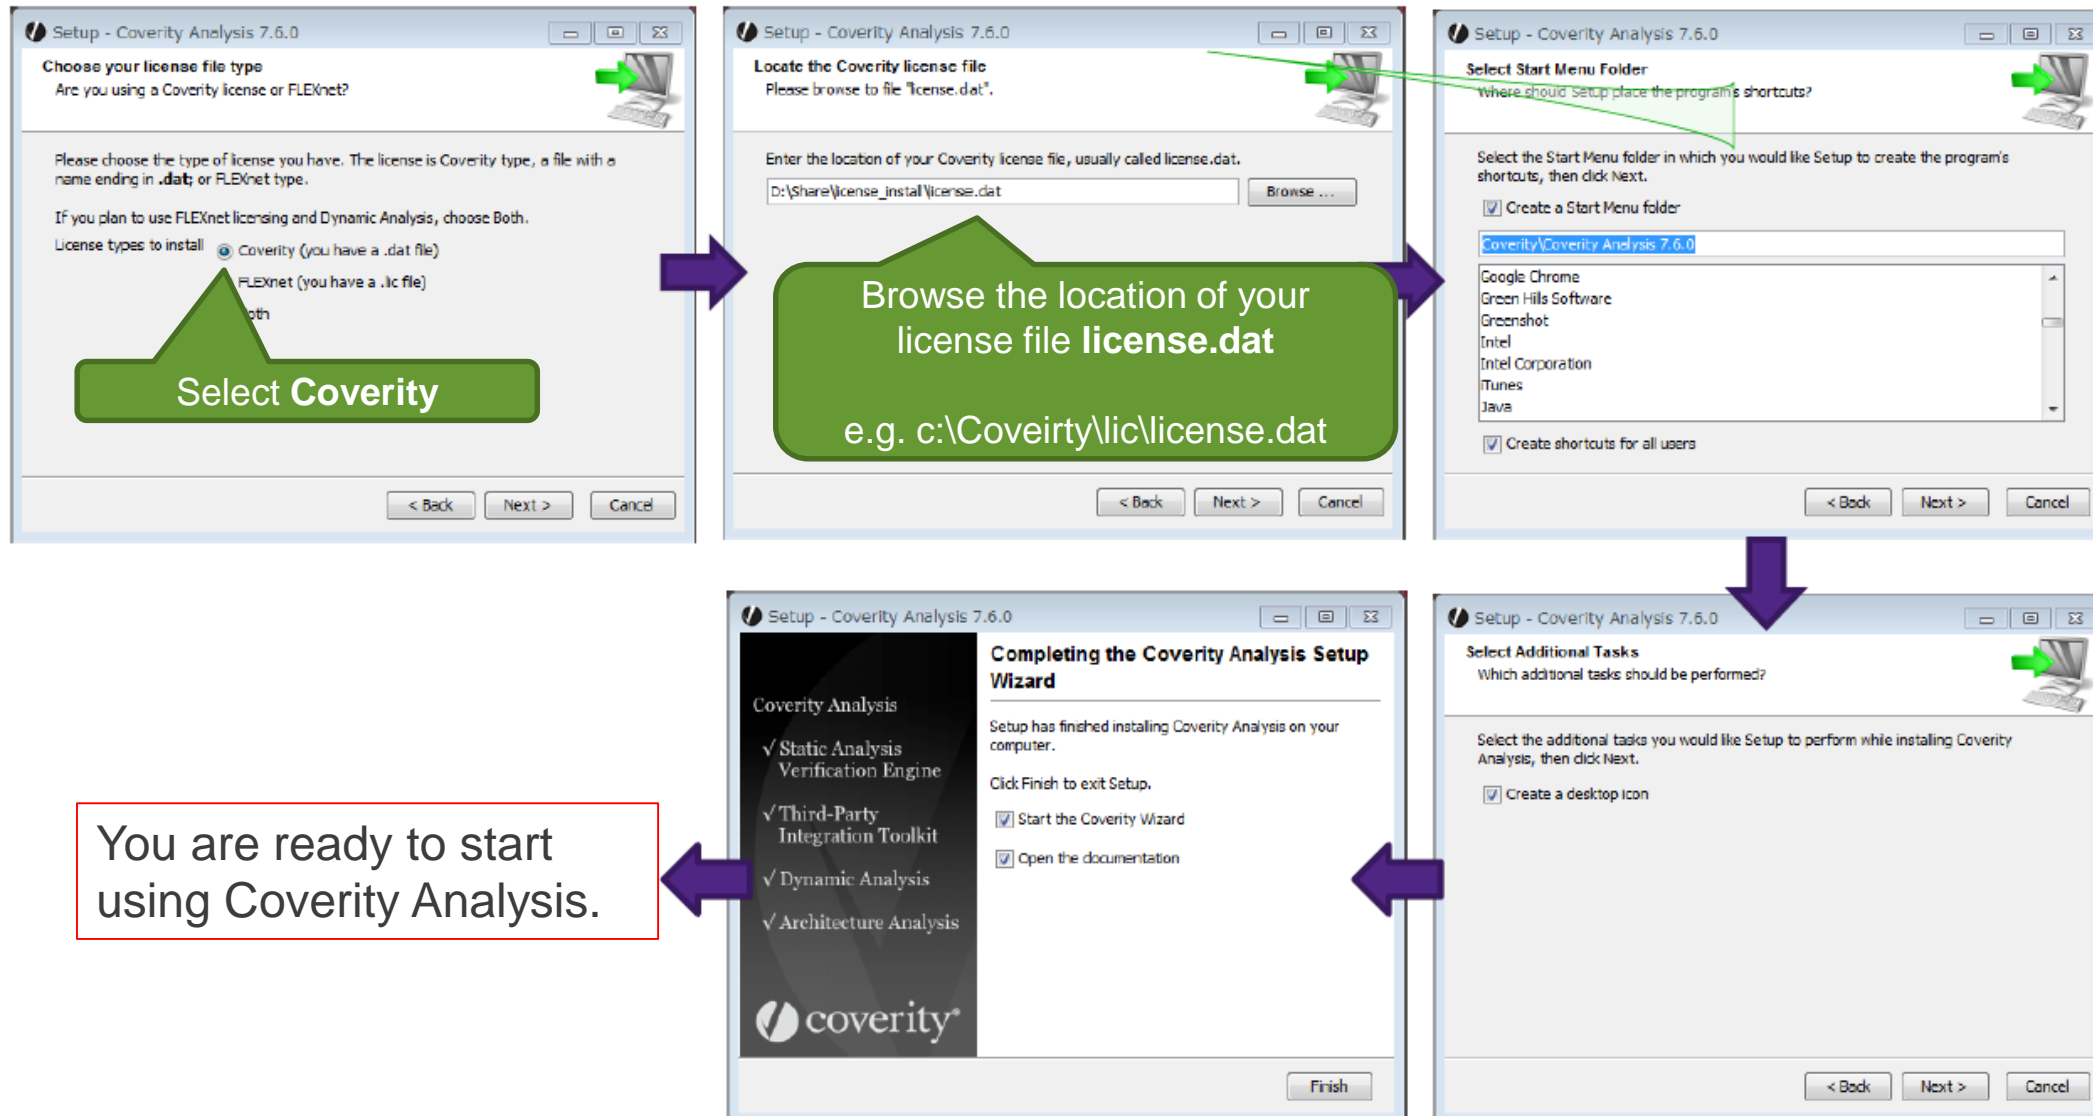 Setup - Coverity Analysis 7.6.0
Choose your license file type
Are you using a Coverity license or FLEXnet?
Please choose the type of license you have. The license is Coverity type, a file with a
name ending in .dat; or FLEXnet type.
If you plan to use FLEXnet licensing and Dynamic Analysis, choose Both.
License types to install
Coverity (you have a .dat file)
FLEXnet (you have a .lic file)
oth
Select Coverity
< Back
Next >
Cancel
Setup - Coverity Analysis 7.6.0
Locate the Coverity license file
Please browse to file "license.dat".
Enter the location of your Coverity license file, usually called license.dat.
D:\Share\license_install\license.dat
Browse ...
Browse the location of your
license file license.dat
e.g. c:\Coveirty\lic\license.dat
< Back
Next >
Cancel
Setup - Coverity Analysis 7.6.0
Select Start Menu Folder
Where should Setup place the program's shortcuts?
Select the Start Menu folder in which you would like Setup to create the program's
shortcuts, then click Next.
Create a Start Menu folder
Coverity\Coverity Analysis 7.6.0
Google Chrome
Green Hills Software
Greenshot
Intel
Intel Corporation
iTunes
Java
Create shortcuts for all users
< Back
Next >
Cancel
Setup - Coverity Analysis 7.6.0
Select Additional Tasks
Which additional tasks should be performed?
Select the additional tasks you would like Setup to perform while installing Coverity
Analysis, then click Next.
Create a desktop icon
< Back
Next >
Cancel
Setup - Coverity Analysis 7.6.0
Coverity Analysis
√ Static Analysis
Verification Engine
√ Third-Party
Integration Toolkit
√ Dynamic Analysis
√ Architecture Analysis
coverity®
Completing the Coverity Analysis Setup
Wizard
Setup has finished installing Coverity Analysis on your
computer.
Click Finish to exit Setup.
Start the Coverity Wizard
Open the documentation
Finish
You are ready to start
using Coverity Analysis.